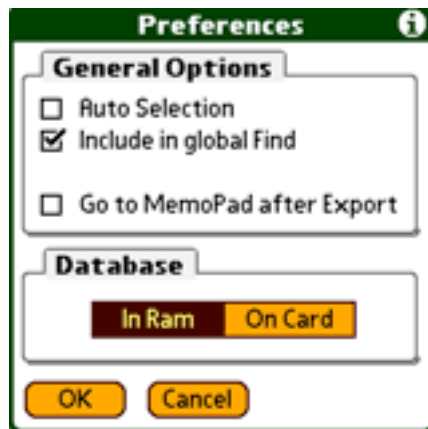 Preferences
General Options
Auto Selection
Include in global Find
Go to MemoPad after Export
Database
In Ram On Card
OK Cancel